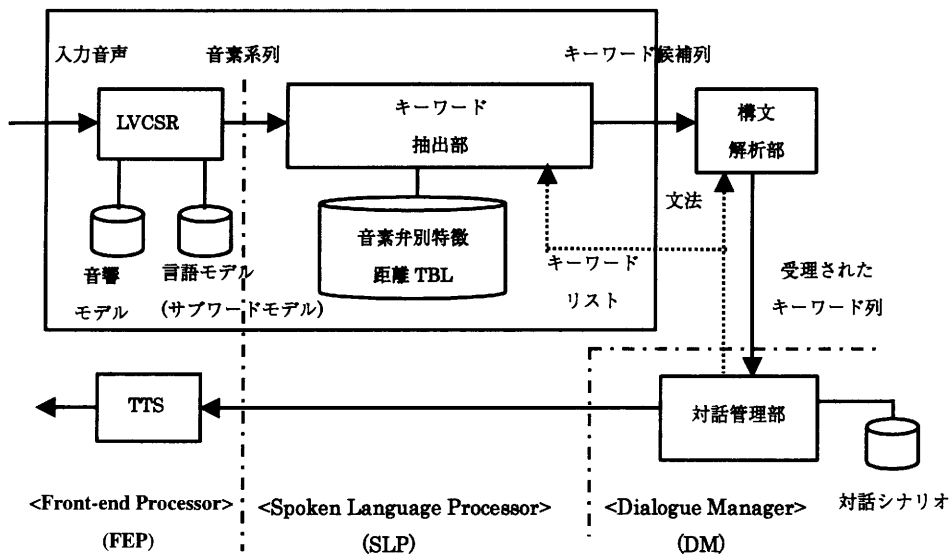 入力音声
音素系列
キーワード候補列
LVCSR
キーワード
抽出部
構文
解析部
音響
モデル
言語モデル
(サブワードモデル)
音素弁別特徴
距離 TBL
文法
キーワード
リスト
受理された
キーワード列
TTS
対話管理部
対話シナリオ
<Front-end Processor>
(FEP)
<Spoken Language Processor>
(SLP)
<Dialogue Manager>
(DM)